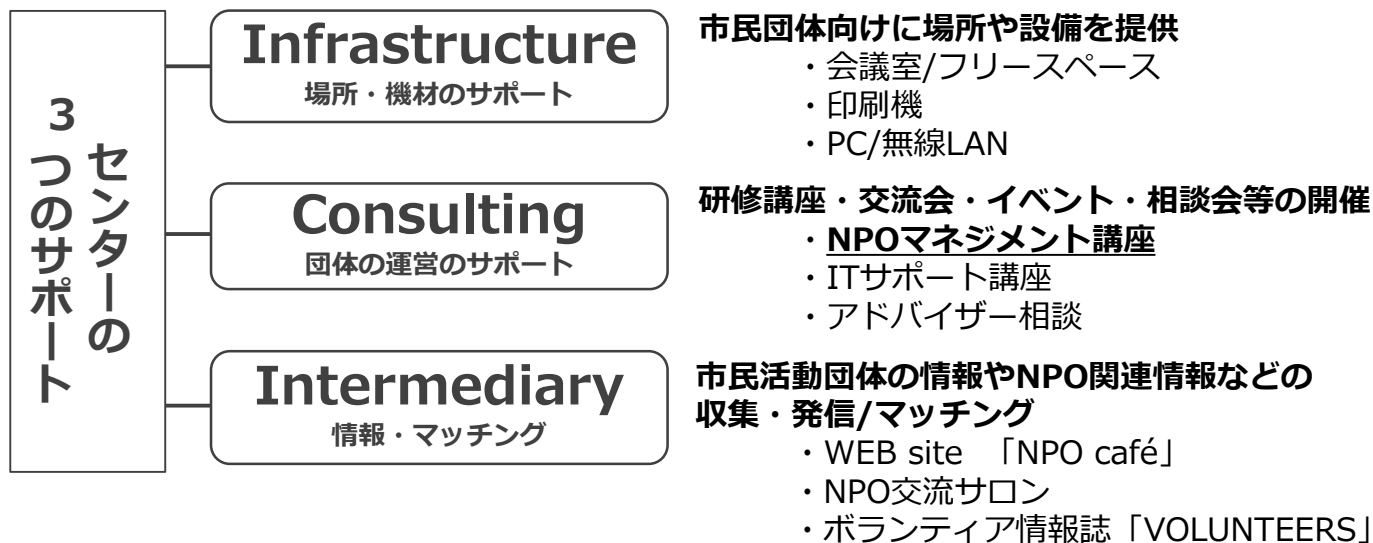 センターの
3つのサポート
Infrastructure
場所・機材のサポート
市民団体向けに場所や設備を提供
・会議室/フリースペース
・印刷機
・PC/無線LAN
Consulting
団体の運営のサポート
研修講座・交流会・イベント・相談会等の開催
・NPOマネジメント講座
・ITサポート講座
・アドバイザー相談
Intermediary
情報・マッチング
市民活動団体の情報やNPO関連情報などの
収集・発信/マッチング
・WEB site 「NPO café」
・NPO交流サロン
・ボランティア情報誌「VOLUNTEERS」